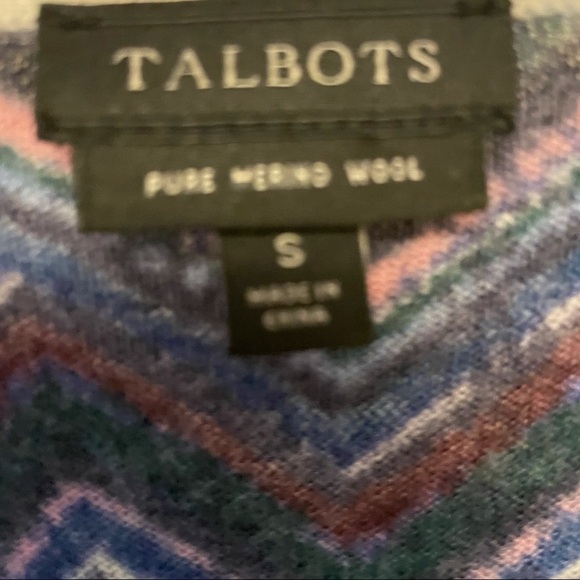 TALBOTS
PURE MERINO WOOL
S
MADE IN
CHINA